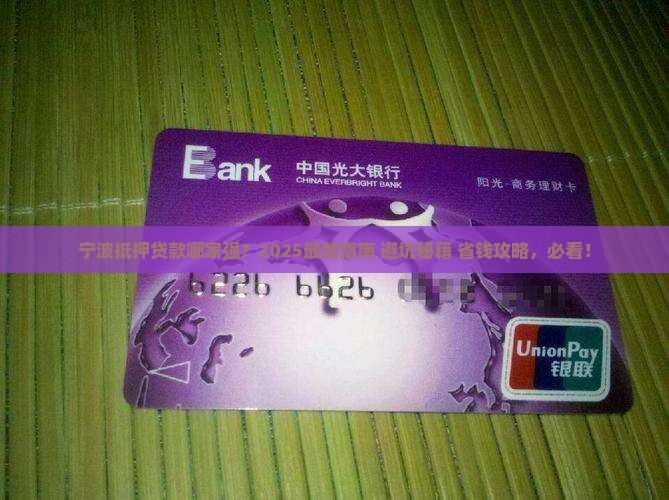 Bank
中国光大银行
CHINA EVERBRIGHT BANK
阳光-商务理财卡
宁波抵押贷款哪家强？2025最新指南 避坑秘籍 省钱攻略，必看！
6226 6626
UnionPay
银联